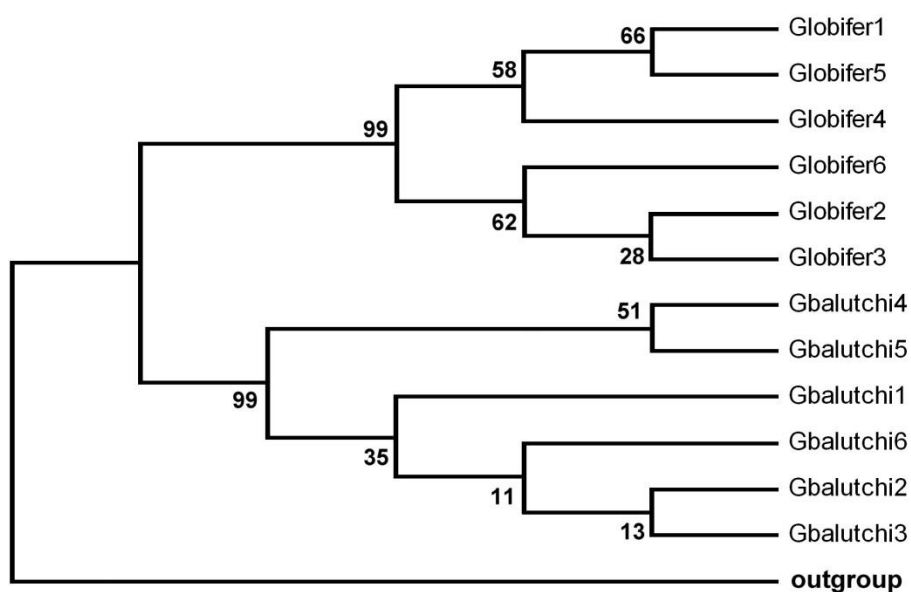 Globifer1
66
Globifer5
58
Globifer4
99
Globifer6
62
Globifer2
28
Globifer3
51
Gbalutchi4
Gbalutchi5
99
Gbalutchi1
35
Gbalutchi6
11
Gbalutchi2
13
Gbalutchi3
outgroup